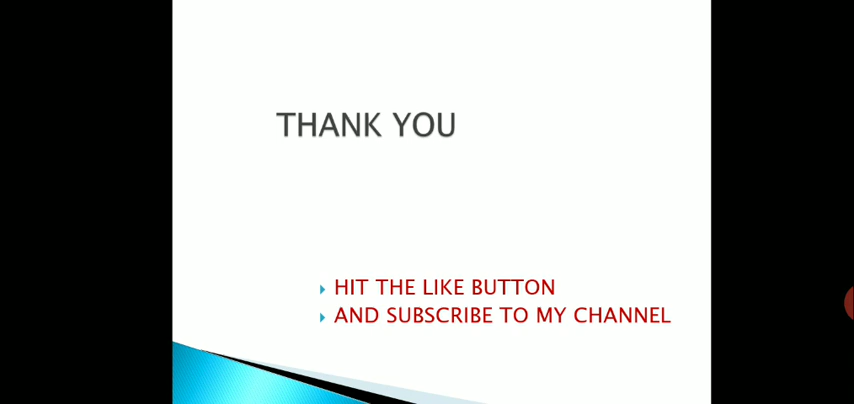 THANK YOU
HIT THE LIKE BUTTON
AND SUBSCRIBE TO MY CHANNEL